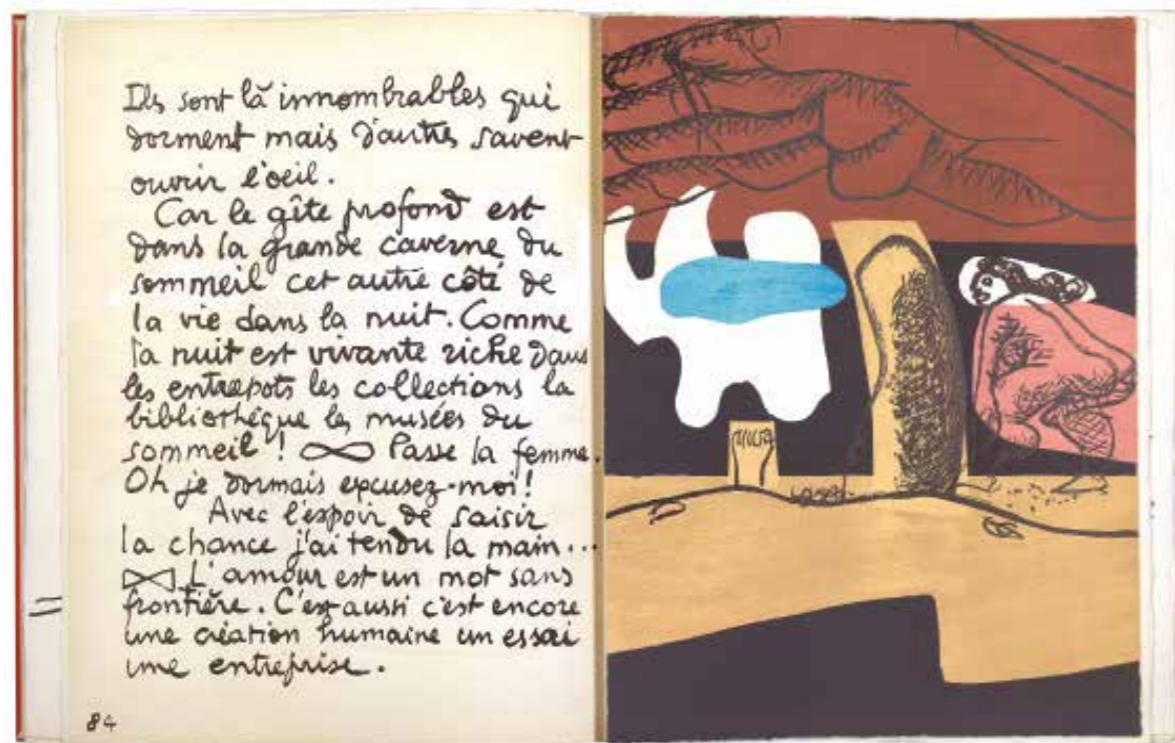 Ils sont là innombrables qui
dorment mais d'autres savent
ouvrir l'oeil.
Car le gîte profond est
dans la grande caverne du
sommeil cet autre côté de
la vie dans la nuit. Comme
la nuit est vivante riche dans
les entrepots les collections la
bibliothéque les musées du
sommeil ! Passe la femme.
Oh je dormais excusez-moi !
Avec l'espoir de saisir
la chance j'ai tendu la main...
L'amour est un mot sans
frontière. C'est aussi c'est encore
une création humaine un essai
une entreprise.
84